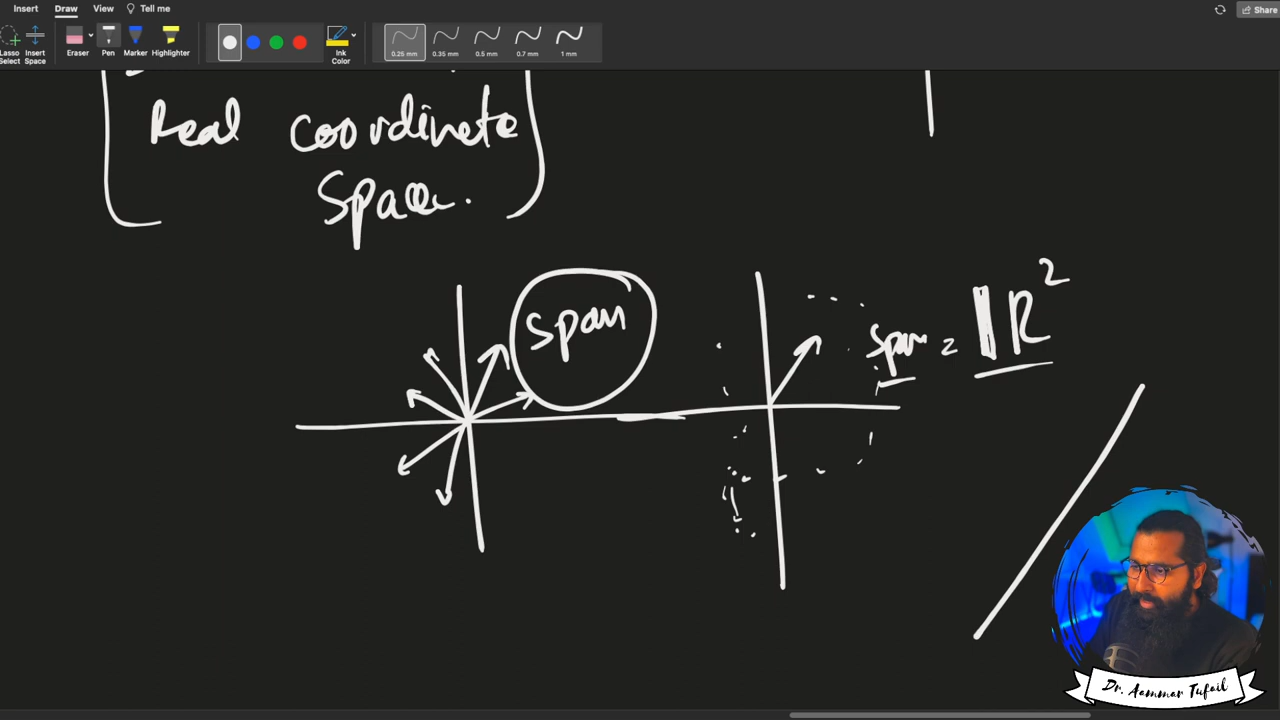 Insert Draw View Tell me
Share
Lasso Select
Insert Space
Eraser
Pen
Marker
Highlighter
Ink Color
0.25 mm
0.35 mm
0.5 mm
0.7 mm
1 mm
Real coordinate
Space.
span
span = ℝ²
Dr. Aammar Tufail